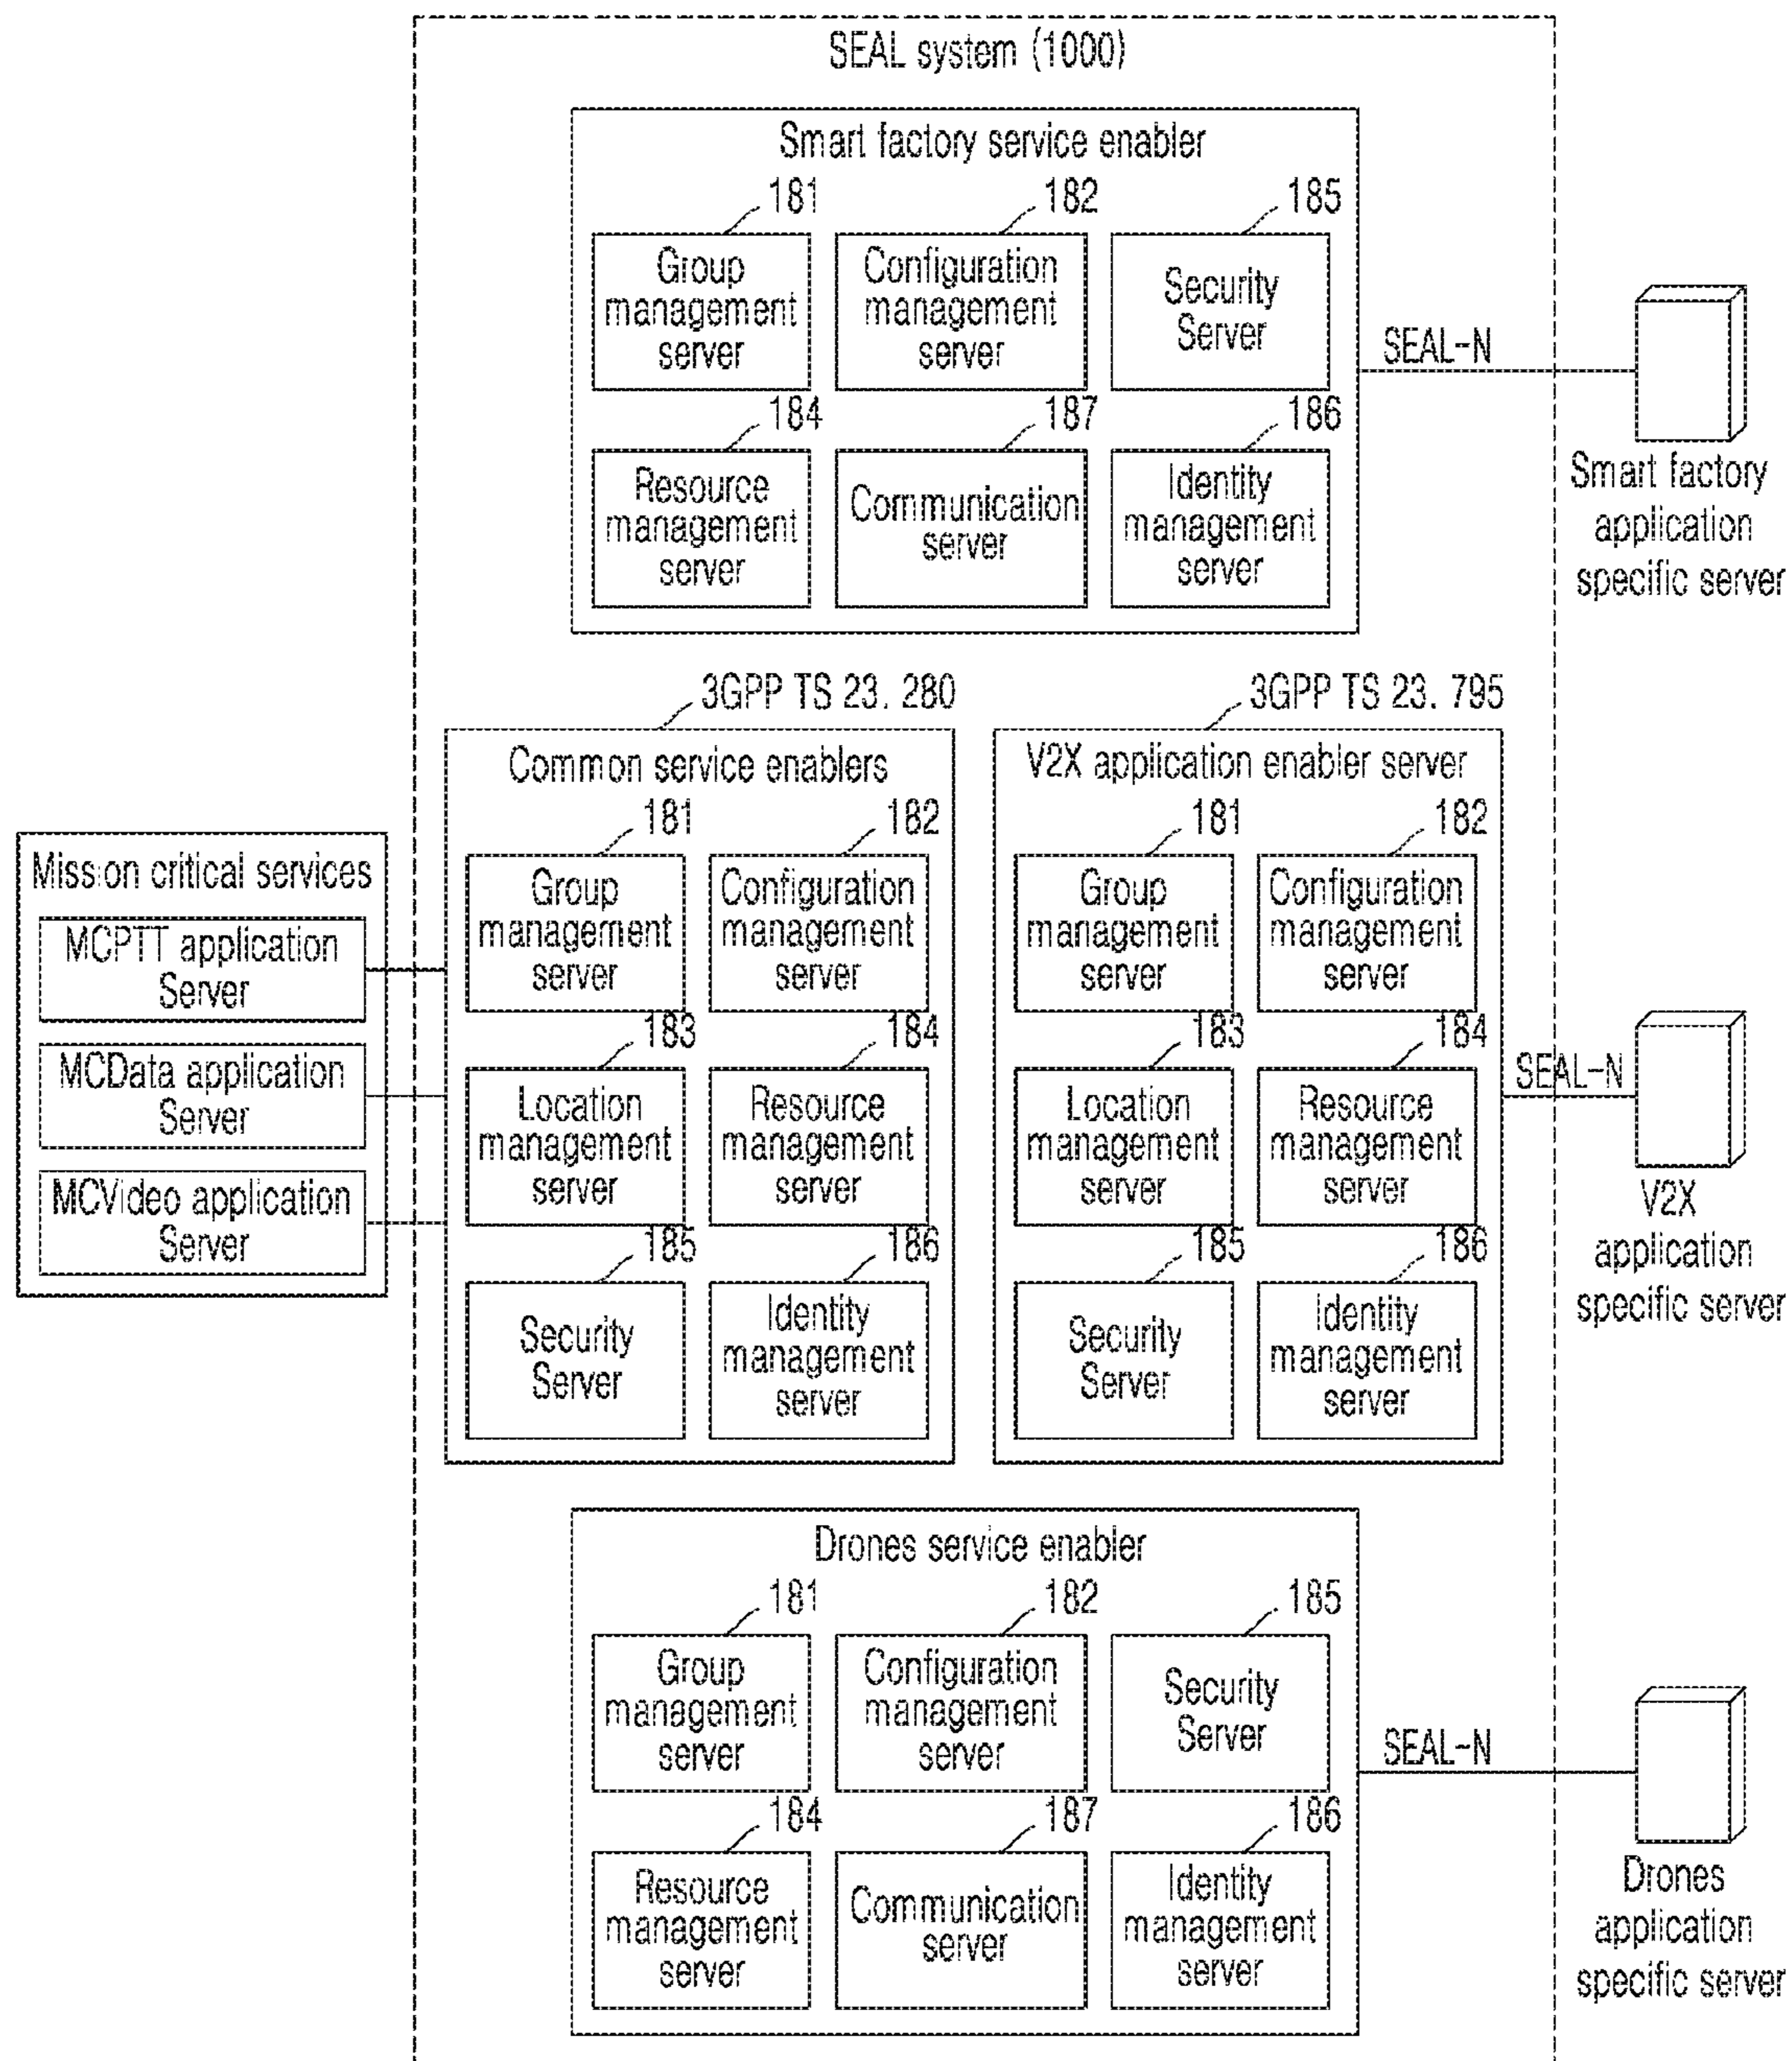 SEAL system (1000)
Smart factory service enabler
181
182
185
Group
management
server
Configuration
management
server
Security
Server
184
187
186
Resource
management
server
Communication
server
Identity
management
server
SEAL-N
Smart factory
application
specific server
3GPP TS 23. 280
Common service enablers
181
182
Group
management
server
Configuration
management
server
183
184
Location
management
server
Resource
management
server
185
186
Security
Server
Identity
management
server
Mission critical services
MCPTT application
Server
MCData application
Server
MCVideo application
Server
3GPP TS 23. 795
V2X application enabler server
181
182
Group
management
server
Configuration
management
server
183
184
Location
management
server
Resource
management
server
185
186
Security
Server
Identity
management
server
SEAL-N
V2X
application
specific server
Drones service enabler
181
182
185
Group
management
server
Configuration
management
server
Security
Server
184
187
186
Resource
management
server
Communication
server
Identity
management
server
SEAL-N
Drones
application
specific server